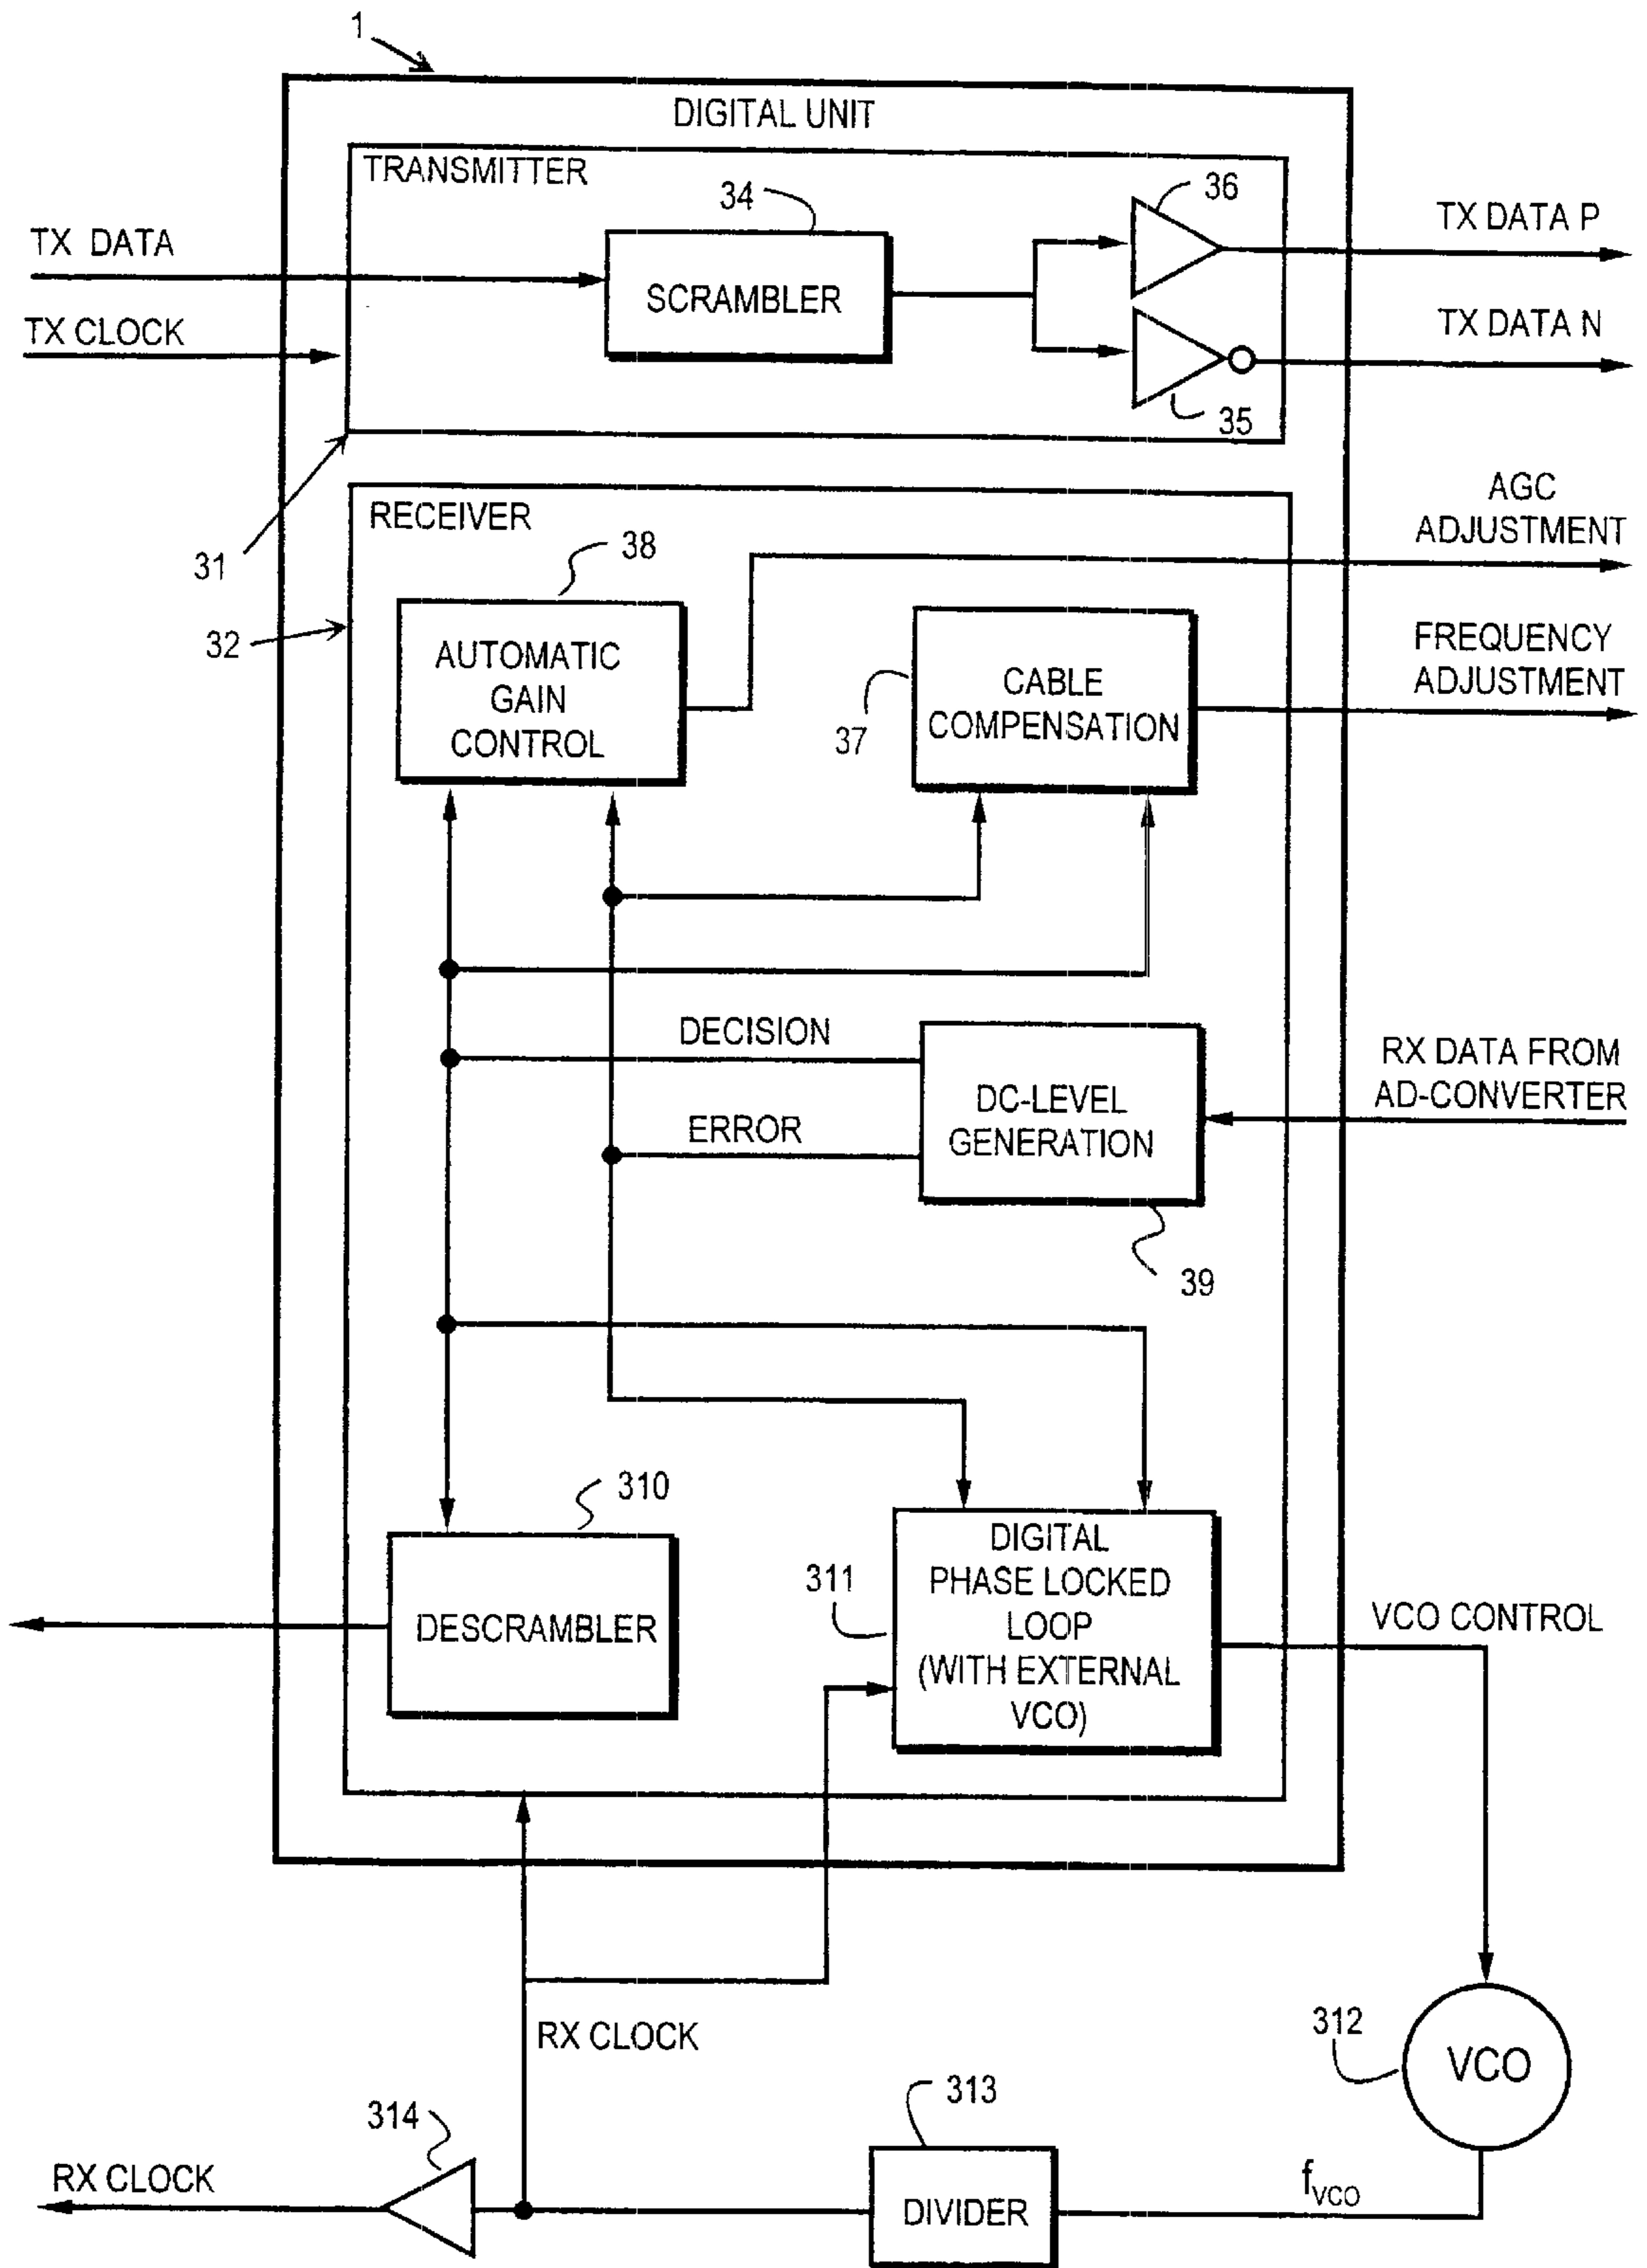 1
DIGITAL UNIT
TRANSMITTER
34
36
TX DATA
TX DATA P
SCRAMBLER
TX CLOCK
TX DATA N
35
31
RECEIVER
38
AGC
ADJUSTMENT
32
AUTOMATIC
GAIN
CONTROL
37
CABLE
COMPENSATION
FREQUENCY
ADJUSTMENT
DECISION
ERROR
DC-LEVEL
GENERATION
RX DATA FROM
AD-CONVERTER
39
310
DESCRAMBLER
311
DIGITAL
PHASE LOCKED
LOOP
(WITH EXTERNAL
VCO)
VCO CONTROL
RX CLOCK
312
VCO
313
314
RX CLOCK
DIVIDER
fVCO